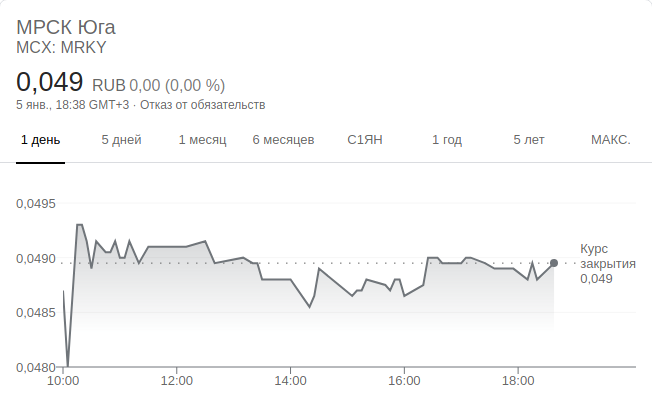 МРСК Юга
MCX: MRKY
0,049 RUB 0,00 (0,00 %)
5 янв., 18:38 GMT+3 · Отказ от обязательств
1 день 5 дней 1 месяц 6 месяцев С1ЯН 1 год 5 лет МАКС.
0,0495
0,0490
0,0485
0,0480
Курс
закрытия
0,049
10:00 12:00 14:00 16:00 18:00